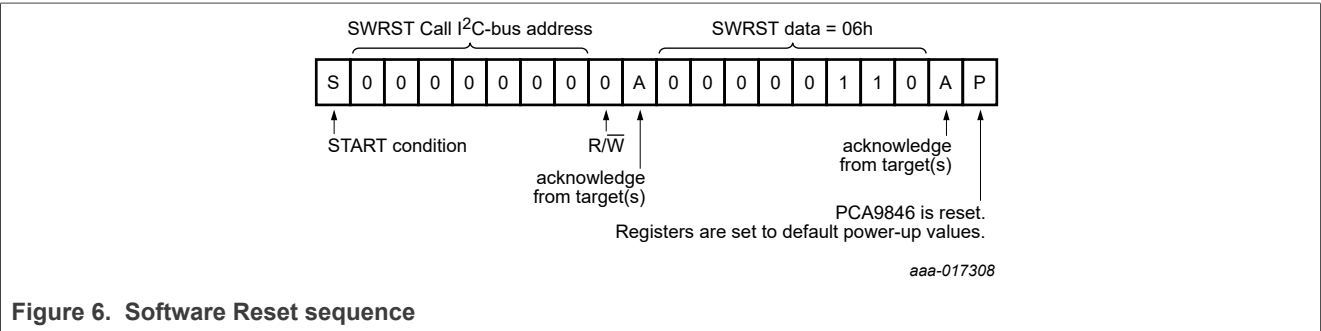 SWRST Call I²C-bus address SWRST data = 06h
S 0 0 0 0 0 0 0 0 A 0 0 0 0 0 1 1 0 A P
START condition R/W̅ acknowledge from target(s)
acknowledge from target(s)
PCA9846 is reset.
Registers are set to default power-up values.
aaa-017308
Figure 6. Software Reset sequence